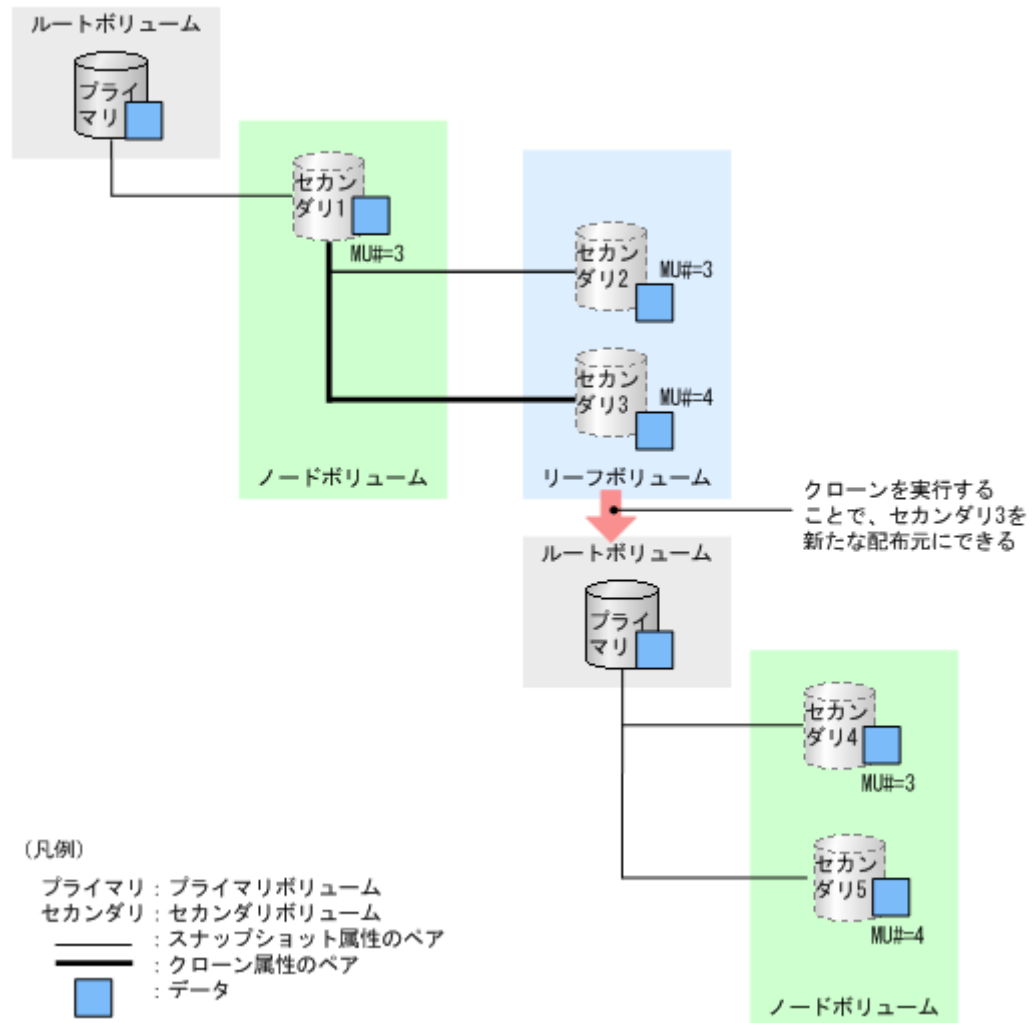 ルートボリューム
プライ
マリ
セカン
ダリ1
MU#=3
セカン
ダリ2
MU#=3
セカン
ダリ3
MU#=4
ノードボリューム
リーフボリューム
クローンを実行する
ことで、セカンダリ3を
新たな配布元にできる
ルートボリューム
プライ
マリ
セカン
ダリ4
MU#=3
セカン
ダリ5
MU#=4
ノードボリューム
(凡例)
プライマリ:プライマリボリューム
セカンダリ:セカンダリボリューム
:スナップショット属性のペア
:クローン属性のペア
:データ